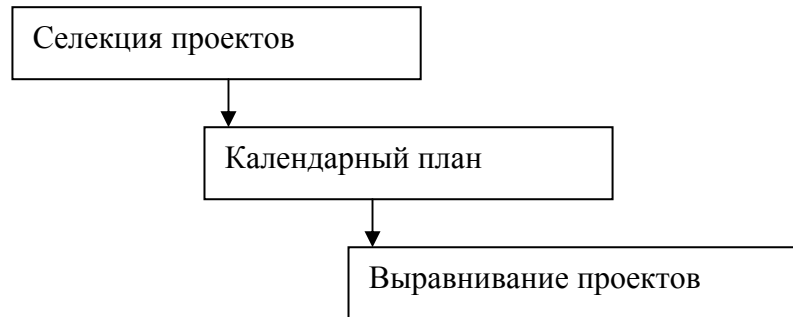 Селекция проектов
Календарный план
Выравнивание проектов